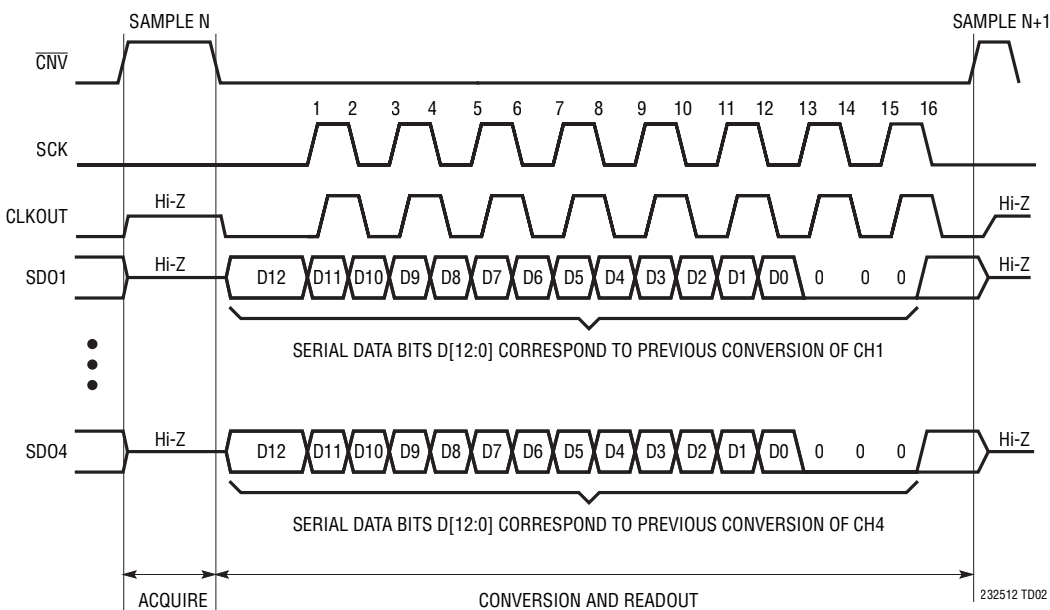 SAMPLE N SAMPLE N+1
CNV
1 2 3 4 5 6 7 8 9 10 11 12 13 14 15 16
SCK
Hi-Z Hi-Z
CLKOUT
Hi-Z Hi-Z
SDO1 D12 D11 D10 D9 D8 D7 D6 D5 D4 D3 D2 D1 D0 0 0 0
SERIAL DATA BITS D[12:0] CORRESPOND TO PREVIOUS CONVERSION OF CH1
Hi-Z Hi-Z
SDO4 D12 D11 D10 D9 D8 D7 D6 D5 D4 D3 D2 D1 D0 0 0 0
SERIAL DATA BITS D[12:0] CORRESPOND TO PREVIOUS CONVERSION OF CH4
ACQUIRE CONVERSION AND READOUT 232512 TD02